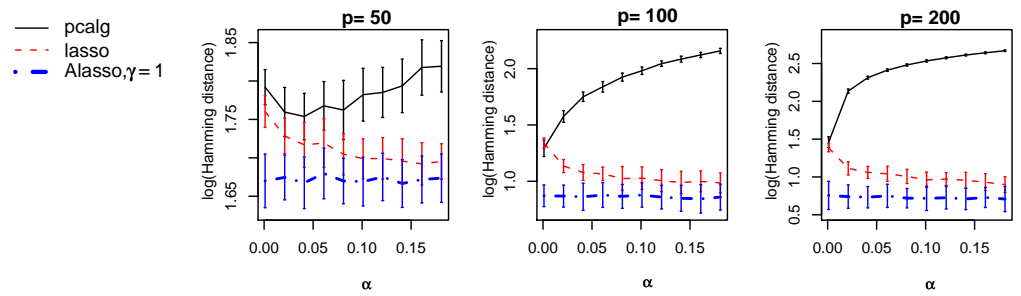 pcalg
lasso
Alasso,γ= 1
p= 50
log(Hamming distance)
1.85
1.75
1.65
0.00 0.05 0.10 0.15
α
p= 100
log(Hamming distance)
2.0
1.5
1.0
0.00 0.05 0.10 0.15
α
p= 200
log(Hamming distance)
2.5
2.0
1.5
1.0
0.5
0.00 0.05 0.10 0.15
α